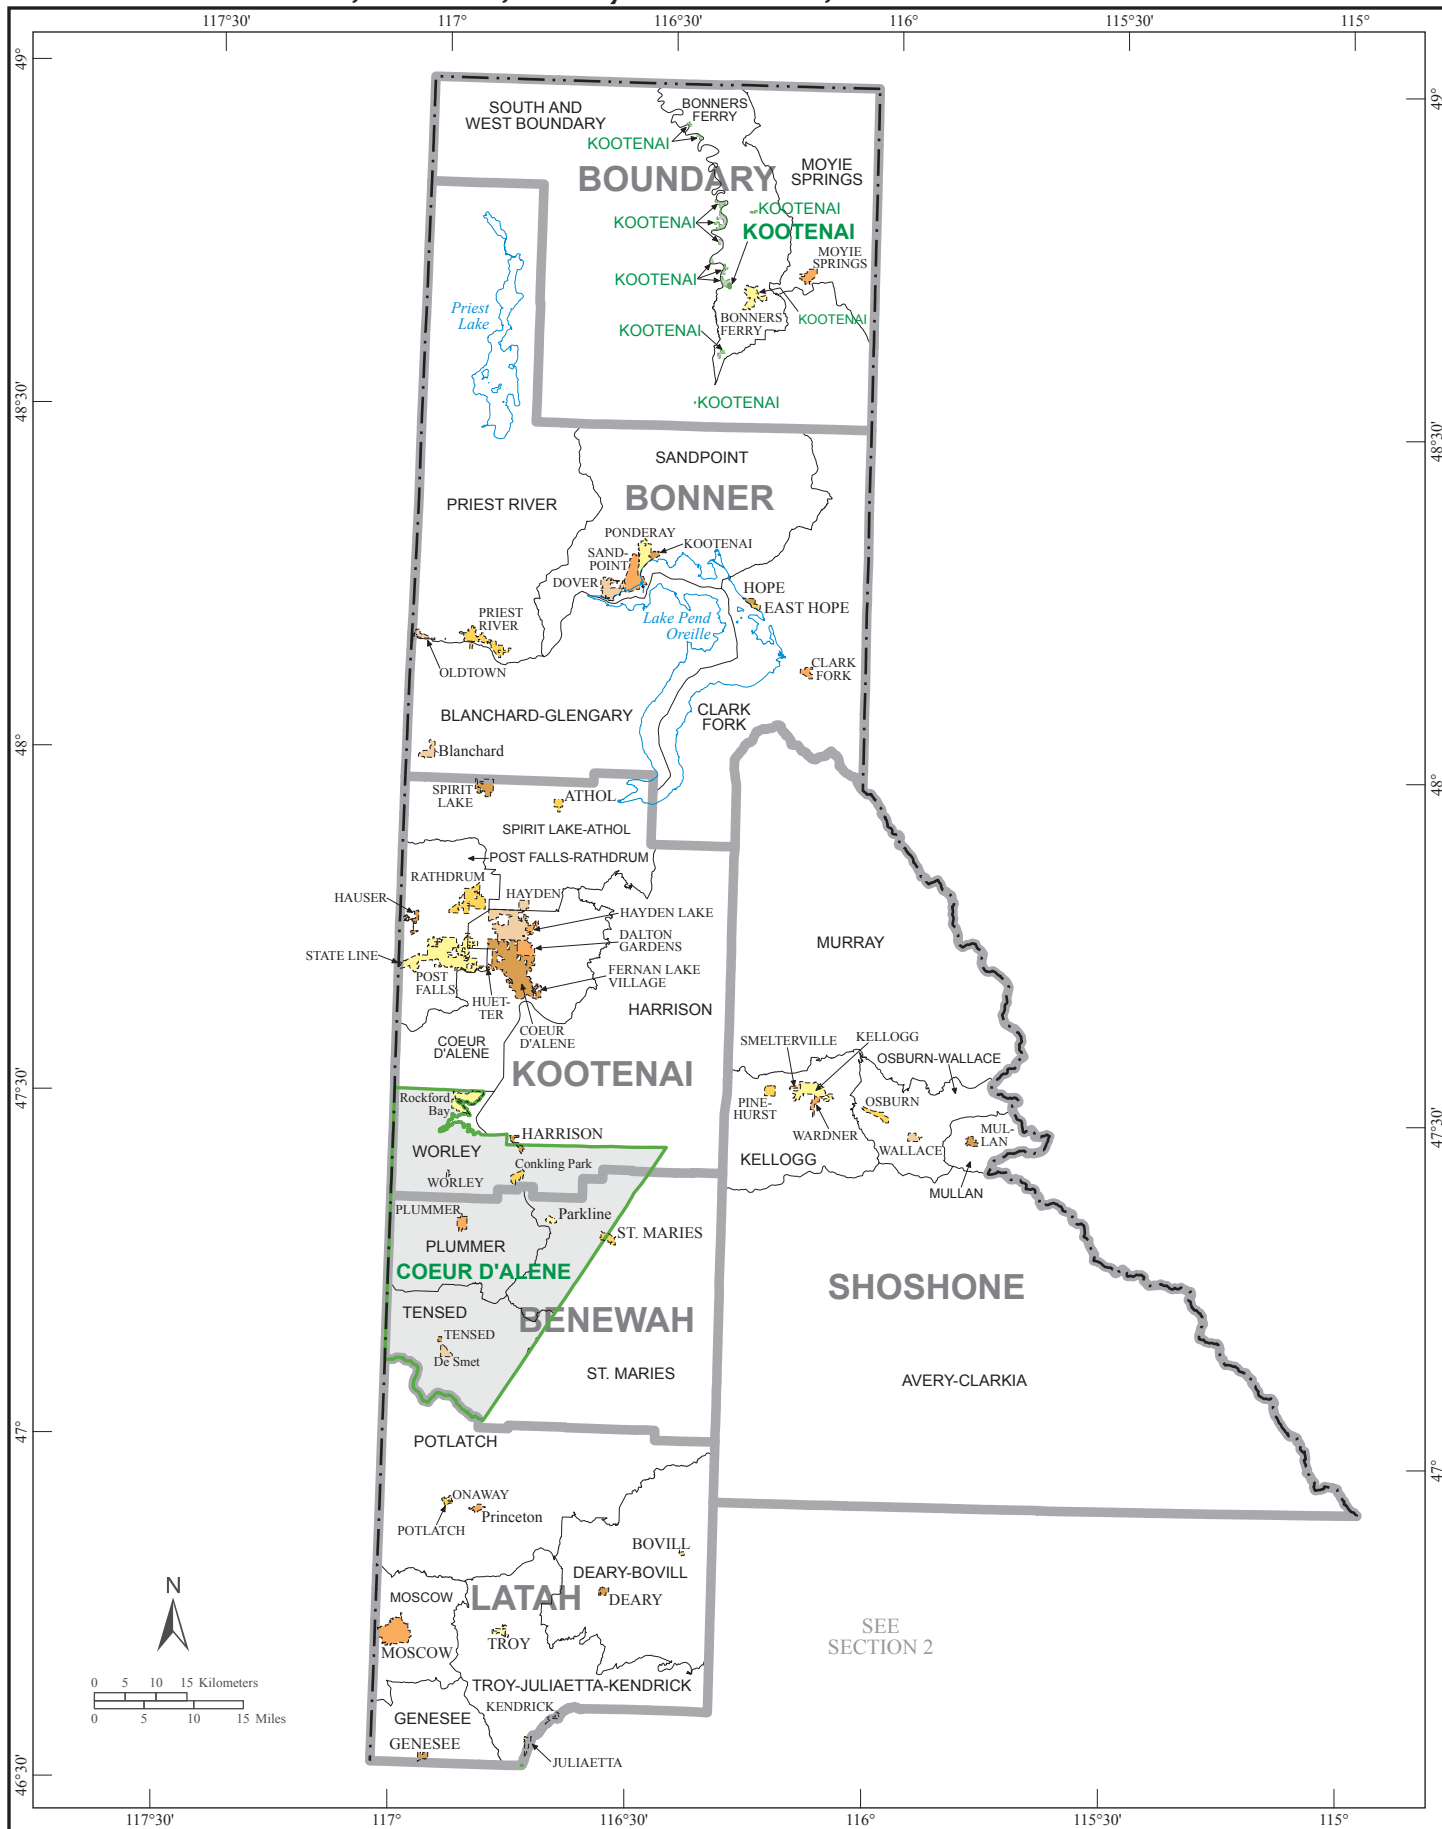 117°30'
117°
116°30'
116°
115°30'
115°
49°
49°
SOUTH AND
WEST BOUNDARY
BONNERS
FERRY
KOOTENAI
BOUNDARY
MOYIE
SPRINGS
KOOTENAI
KOOTENAI
KOOTENAI
MOYIE
SPRINGS
KOOTENAI
Priest
Lake
BONNERS
FERRY
KOOTENAI
KOOTENAI
KOOTENAI
48°30'
48°30'
SANDPOINT
BONNER
PRIEST RIVER
PONDERAY
KOOTENAI
SAND-
POINT
DOVER
HOPE
EAST HOPE
PRIEST
RIVER
Lake Pend
Oreille
OLDTOWN
CLARK
FORK
BLANCHARD-GLENGARY
CLARK
FORK
Blanchard
48°
48°
SPIRIT
LAKE
ATHOL
SPIRIT LAKE-ATHOL
POST FALLS-RATHDRUM
RATHDRUM
HAUSER
HAYDEN
HAYDEN LAKE
DALTON
GARDENS
STATE LINE
POST
FALLS
FERNAN LAKE
VILLAGE
HUET-
TER
HARRISON
COEUR
D'ALENE
COEUR
D'ALENE
KOOTENAI
MURRAY
SMELTERVILLE
KELLOGG
OSBURN-WALLACE
47°30'
47°30'
Rockford
Bay
PINE-
HURST
OSBURN
WARDNER
WALLACE
MUL-
LAN
KELLOGG
MULLAN
HARRISON
WORLEY
Conkling Park
WORLEY
PLUMMER
Parkline
ST. MARIES
PLUMMER
COEUR D'ALENE
SHOSHONE
TENSED
BENEWAH
TENSED
De Smet
ST. MARIES
AVERY-CLARKIA
47°
47°
POTLATCH
ONAWAY
Princeton
POTLATCH
BOVILL
DEARY-BOVILL
MOSCOW
LATAH
DEARY
MOSCOW
TROY
SEE
SECTION 2
N
TROY-JULIAETTA-KENDRICK
KENDRICK
GENESEE
GENESEE
JULIAETTA
0 5 10 15 Kilometers
0 5 10 15 Miles
46°30'
117°30'
117°
116°30'
116°
115°30'
115°